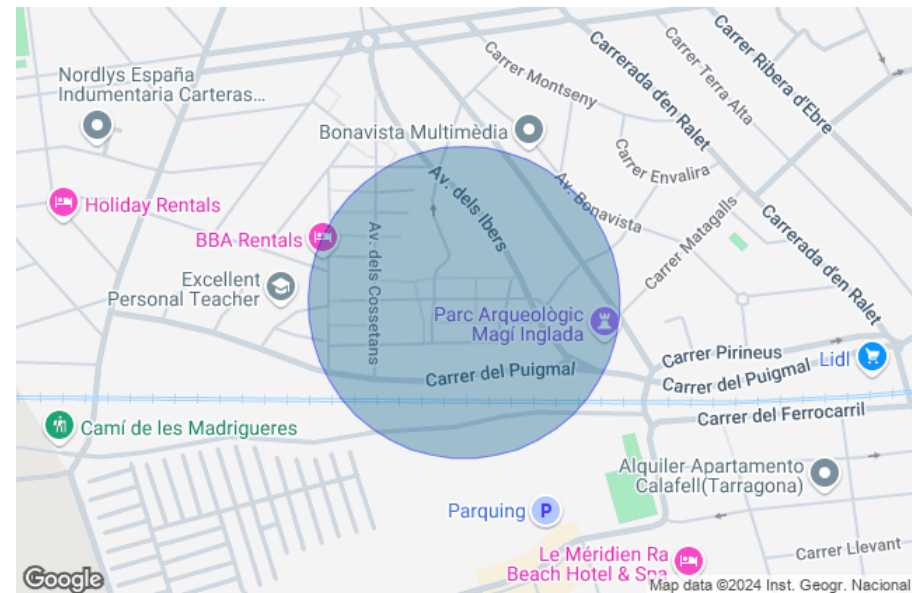 Carrer Ribera d'Ebre
Carrer Terra Alta
Carrerada d'en Ralet
Carrer Montseny
Nordlys España
Indumentaria Carteras...
Bonavista Multimèdia
Carrer Envalira
Av. dels Ibers
Av. Bonavista
Holiday Rentals
Carrer Matagalls
Carrerada d'en Ralet
BBA Rentals
Av. dels Cossetans
Excellent
Personal Teacher
Parc Arqueològic
Magí Inglada
Carrer Pirineus
Lidl
Carrer del Puigmal
Carrer del Puigmal
Carrer del Ferrocarril
Camí de les Madrigueres
Alquiler Apartamento
Calafell(Tarragona)
Parquing
P
Carrer Llevant
Le Méridien Ra
Beach Hotel & Spa
Google
Map data ©2024 Inst. Geogr. Nacional